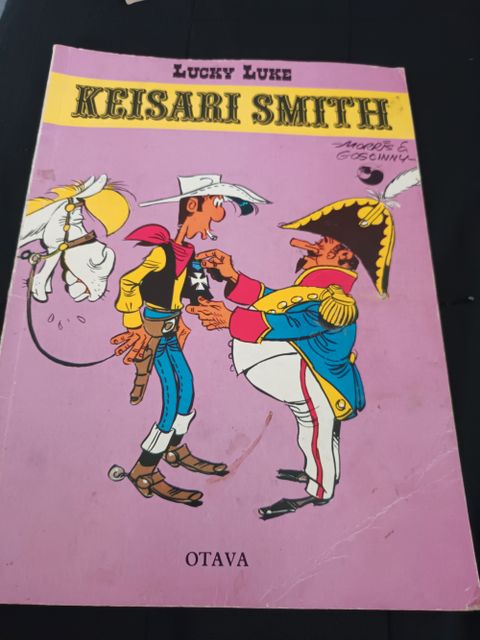 LUCKY LUKE
KEISARI SMITH
MORRIS &
GOSCINNY
OTAVA